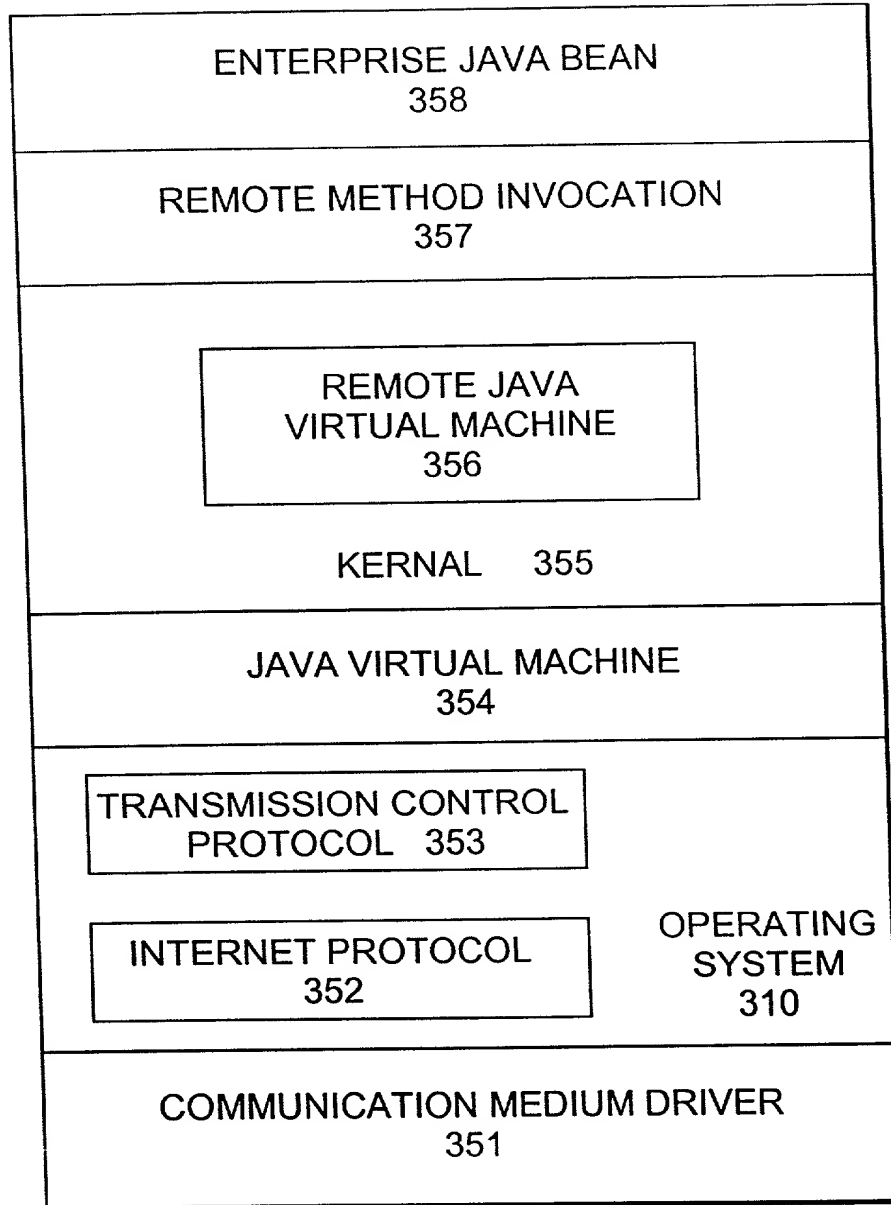 ENTERPRISE JAVA BEAN
358
REMOTE METHOD INVOCATION
357
REMOTE JAVA
VIRTUAL MACHINE
356
KERNAL 355
JAVA VIRTUAL MACHINE
354
TRANSMISSION CONTROL
PROTOCOL 353
INTERNET PROTOCOL
352
OPERATING
SYSTEM
310
COMMUNICATION MEDIUM DRIVER
351